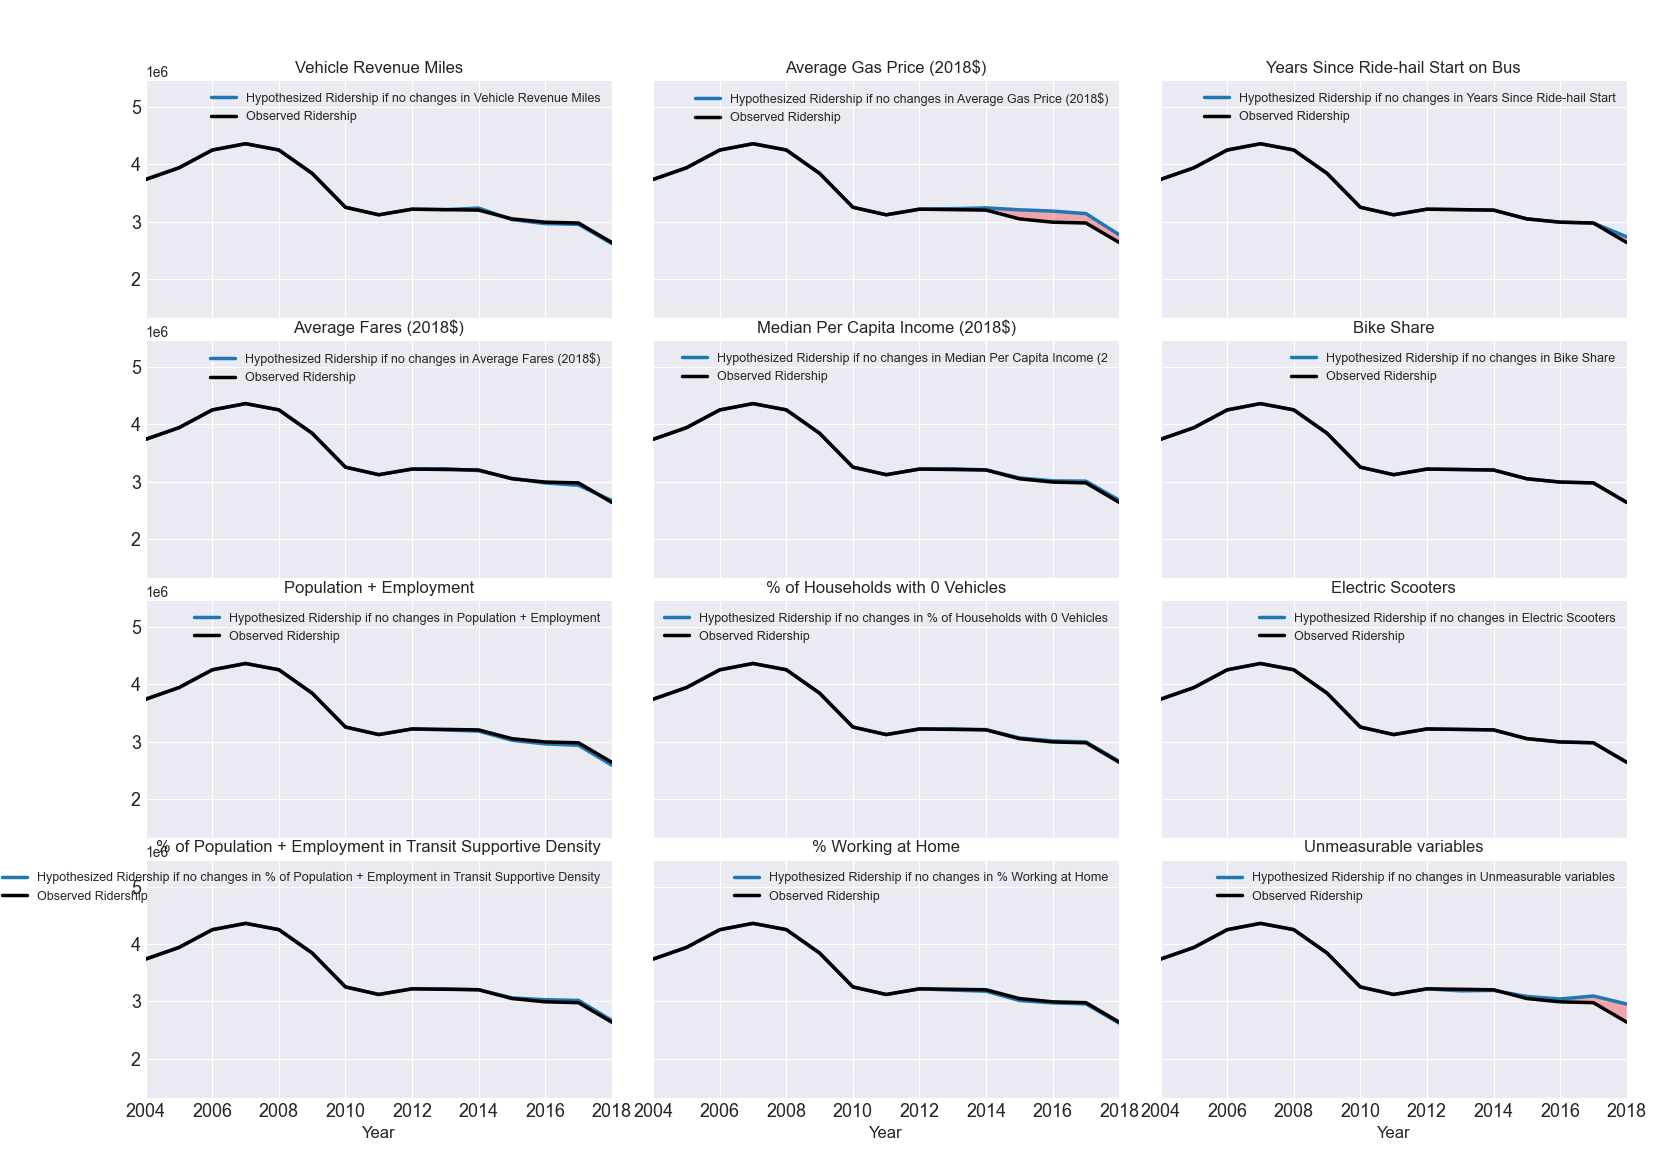 Vehicle Revenue Miles
1e6
Hypothesized Ridership if no changes in Vehicle Revenue Miles
Observed Ridership
5
4
3
2
Average Gas Price (2018$)
Hypothesized Ridership if no changes in Average Gas Price (2018$)
Observed Ridership
Years Since Ride-hail Start on Bus
Hypothesized Ridership if no changes in Years Since Ride-hail Start
Observed Ridership
Average Fares (2018$)
1e6
Hypothesized Ridership if no changes in Average Fares (2018$)
Observed Ridership
5
4
3
2
Median Per Capita Income (2018$)
Hypothesized Ridership if no changes in Median Per Capita Income (2
Observed Ridership
Bike Share
Hypothesized Ridership if no changes in Bike Share
Observed Ridership
Population + Employment
1e6
Hypothesized Ridership if no changes in Population + Employment
Observed Ridership
5
4
3
2
% of Households with 0 Vehicles
Hypothesized Ridership if no changes in % of Households with 0 Vehicles
Observed Ridership
Electric Scooters
Hypothesized Ridership if no changes in Electric Scooters
Observed Ridership
% of Population + Employment in Transit Supportive Density
1e6
Hypothesized Ridership if no changes in % of Population + Employment in Transit Supportive Density
Observed Ridership
5
4
3
2
2004 2006 2008 2010 2012 2014 2016 2018
Year
% Working at Home
Hypothesized Ridership if no changes in % Working at Home
Observed Ridership
2004 2006 2008 2010 2012 2014 2016 2018
Year
Unmeasurable variables
Hypothesized Ridership if no changes in Unmeasurable variables
Observed Ridership
2004 2006 2008 2010 2012 2014 2016 2018
Year